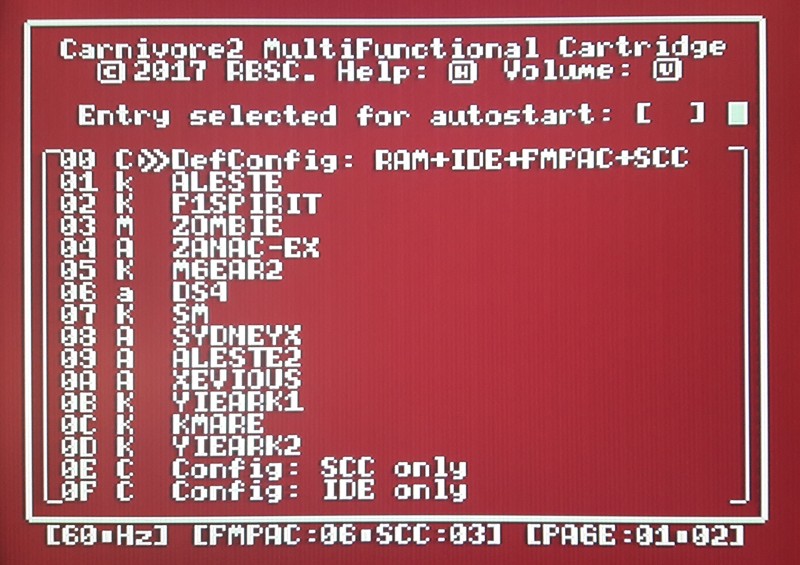 Carnivore2 MultiFunctional Cartridge
©2017 RBSC. Help: [H] Volume: [V]
Entry selected for autostart: [  ]
00 C»DefConfig: RAM+IDE+FMPAC+SCC
01 k ALESTE
02 K F1SPIRIT
03 M ZOMBIE
04 A ZANAC-EX
05 K MGEAR2
06 a DS4
07 K SM
08 A SYDNEYX
09 A ALESTE2
0A A XEVIOUS
0B K YIEARK1
0C K KMARE
0D K YIEARK2
0E C Config: SCC only
0F C Config: IDE only
[60▪Hz] [FMPAC:06▪SCC:03] [PAGE:01▪02]